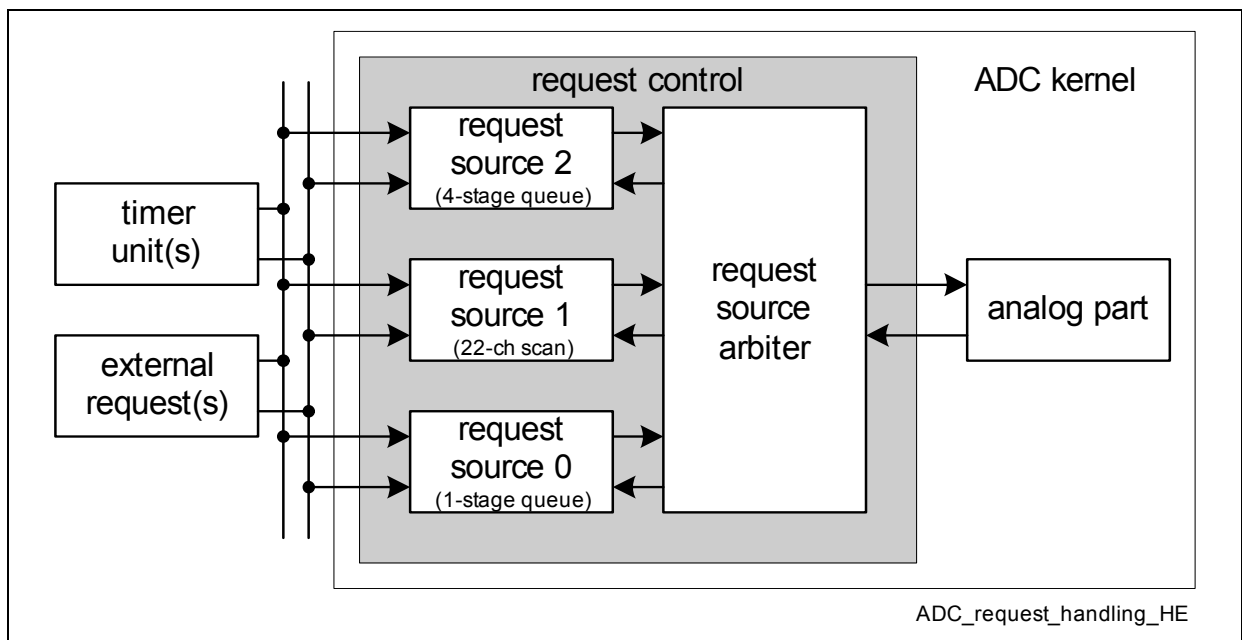 request control
ADC kernel
request
source 2
(4-stage queue)
timer
unit(s)
request
source 1
(22-ch scan)
request
source
arbiter
analog part
external
request(s)
request
source 0
(1-stage queue)
ADC_request_handling_HE